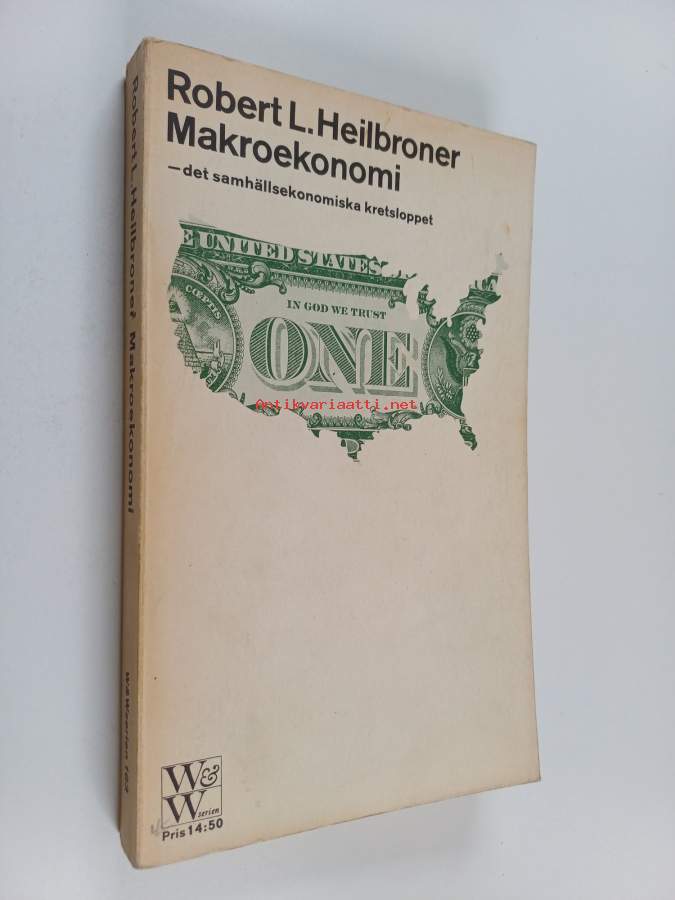 Robert L. Heilbroner
Makroekonomi
–det samhällsekonomiska kretsloppet
E UNITED STATES
CŒPTIS
IN GOD WE TRUST
ONE
Antikvariaatti.net
W&
W serien
Pris 14:50
Robert L. Heilbroner Makroekonomi